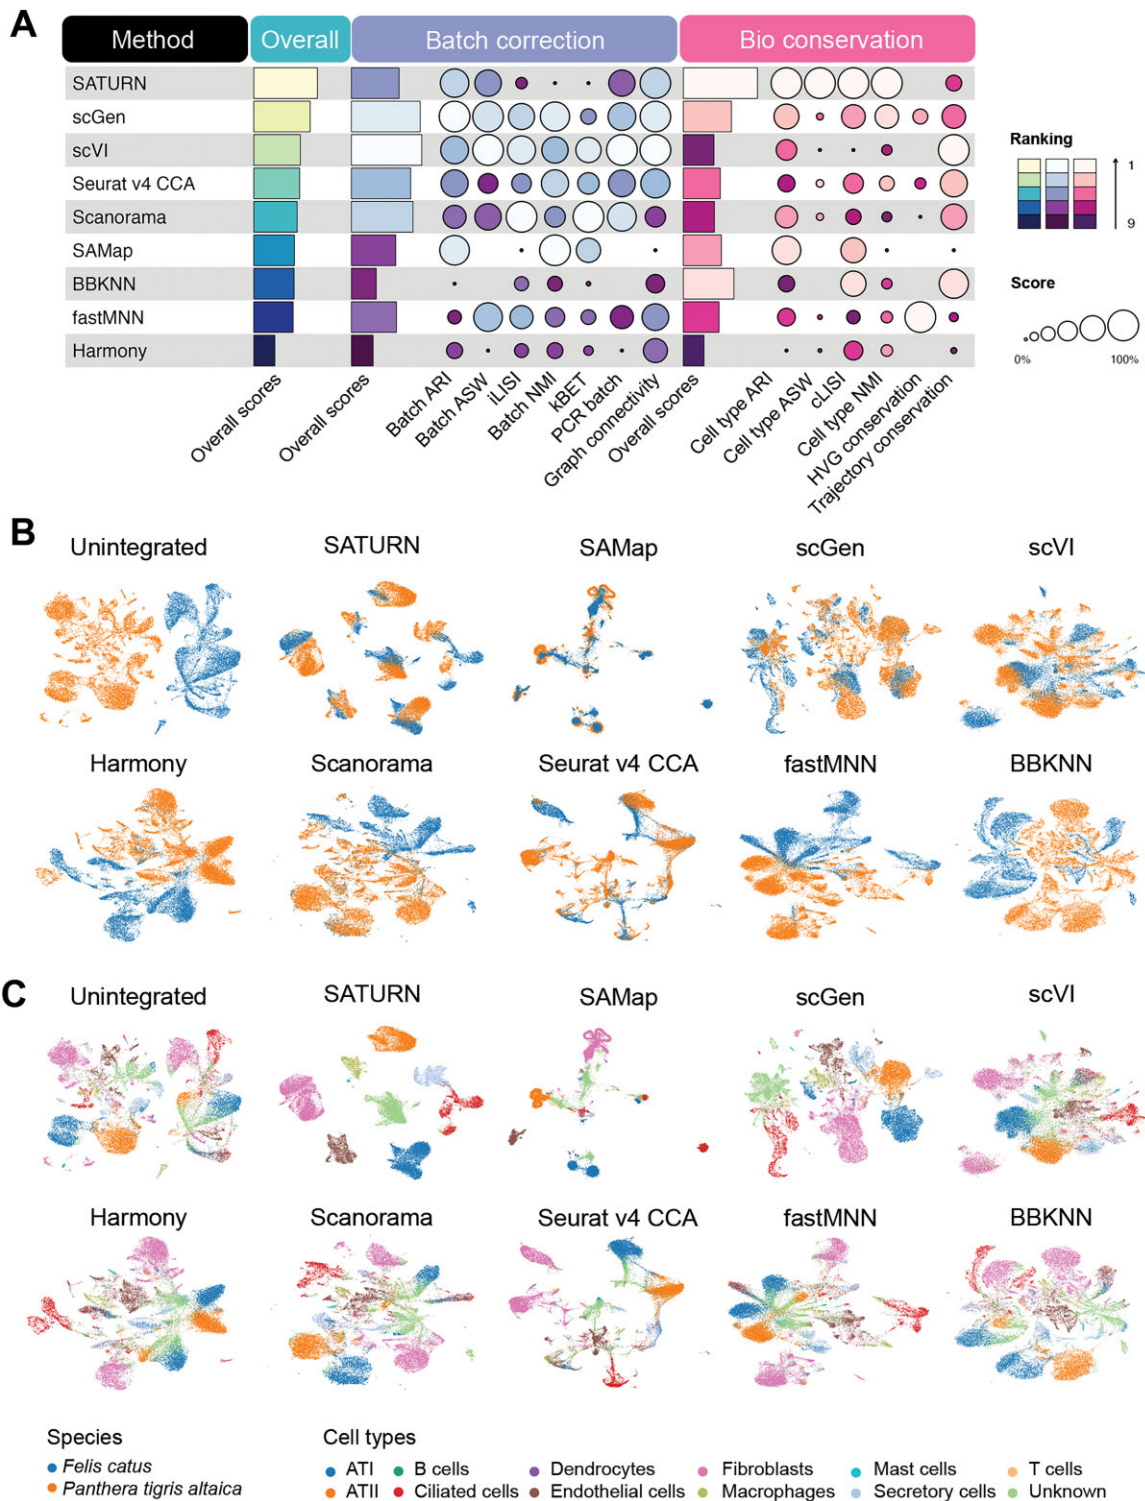 A
Method Overall Batch correction Bio conservation
SATURN
scGen
scVI
Seurat v4 CCA
Scanorama
SAMap
BBKNN
fastMNN
Harmony
Ranking
1
9
Score
0% 100%
Overall scores Overall scores Batch ARI Batch ASW iLISI Batch NMI kBET PCR batch Graph connectivity Overall scores Cell type ARI Cell type ASW cLISI Cell type NMI HVG conservation Trajectory conservation
B
Unintegrated SATURN SAMap scGen scVI
Harmony Scanorama Seurat v4 CCA fastMNN BBKNN
C
Unintegrated SATURN SAMap scGen scVI
Harmony Scanorama Seurat v4 CCA fastMNN BBKNN
Species
Felis catus
Panthera tigris altaica
Cell types
ATI B cells Dendrocytes Fibroblasts Mast cells T cells
ATII Ciliated cells Endothelial cells Macrophages Secretory cells Unknown